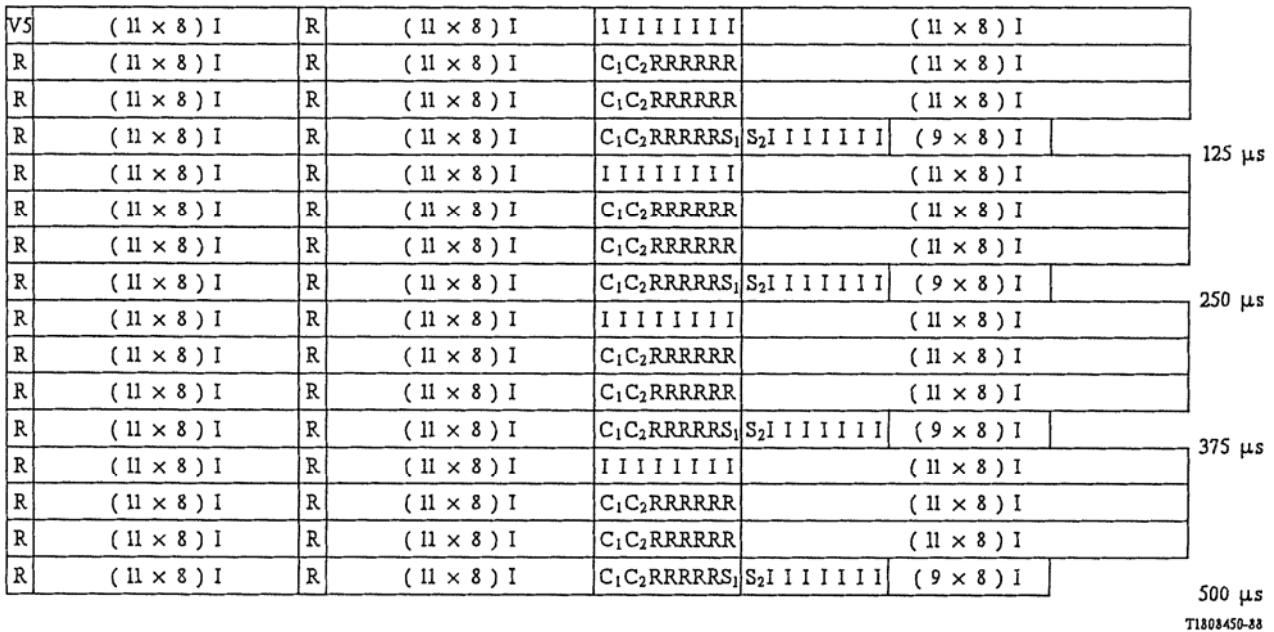 V5 ( 11 × 8 ) I R ( 11 × 8 ) I I I I I I I I I ( 11 × 8 ) I
R ( 11 × 8 ) I R ( 11 × 8 ) I C₁C₂RRRRRR ( 11 × 8 ) I
R ( 11 × 8 ) I R ( 11 × 8 ) I C₁C₂RRRRRR ( 11 × 8 ) I
R ( 11 × 8 ) I R ( 11 × 8 ) I C₁C₂RRRRRS₁ S₂I I I I I I I ( 9 × 8 ) I
125 μs
R ( 11 × 8 ) I R ( 11 × 8 ) I I I I I I I I I ( 11 × 8 ) I
R ( 11 × 8 ) I R ( 11 × 8 ) I C₁C₂RRRRRR ( 11 × 8 ) I
R ( 11 × 8 ) I R ( 11 × 8 ) I C₁C₂RRRRRR ( 11 × 8 ) I
R ( 11 × 8 ) I R ( 11 × 8 ) I C₁C₂RRRRRS₁ S₂I I I I I I I ( 9 × 8 ) I
250 μs
R ( 11 × 8 ) I R ( 11 × 8 ) I I I I I I I I I ( 11 × 8 ) I
R ( 11 × 8 ) I R ( 11 × 8 ) I C₁C₂RRRRRR ( 11 × 8 ) I
R ( 11 × 8 ) I R ( 11 × 8 ) I C₁C₂RRRRRR ( 11 × 8 ) I
R ( 11 × 8 ) I R ( 11 × 8 ) I C₁C₂RRRRRS₁ S₂I I I I I I I ( 9 × 8 ) I
375 μs
R ( 11 × 8 ) I R ( 11 × 8 ) I I I I I I I I I ( 11 × 8 ) I
R ( 11 × 8 ) I R ( 11 × 8 ) I C₁C₂RRRRRR ( 11 × 8 ) I
R ( 11 × 8 ) I R ( 11 × 8 ) I C₁C₂RRRRRR ( 11 × 8 ) I
R ( 11 × 8 ) I R ( 11 × 8 ) I C₁C₂RRRRRS₁ S₂I I I I I I I ( 9 × 8 ) I
500 μs
T1808450-88